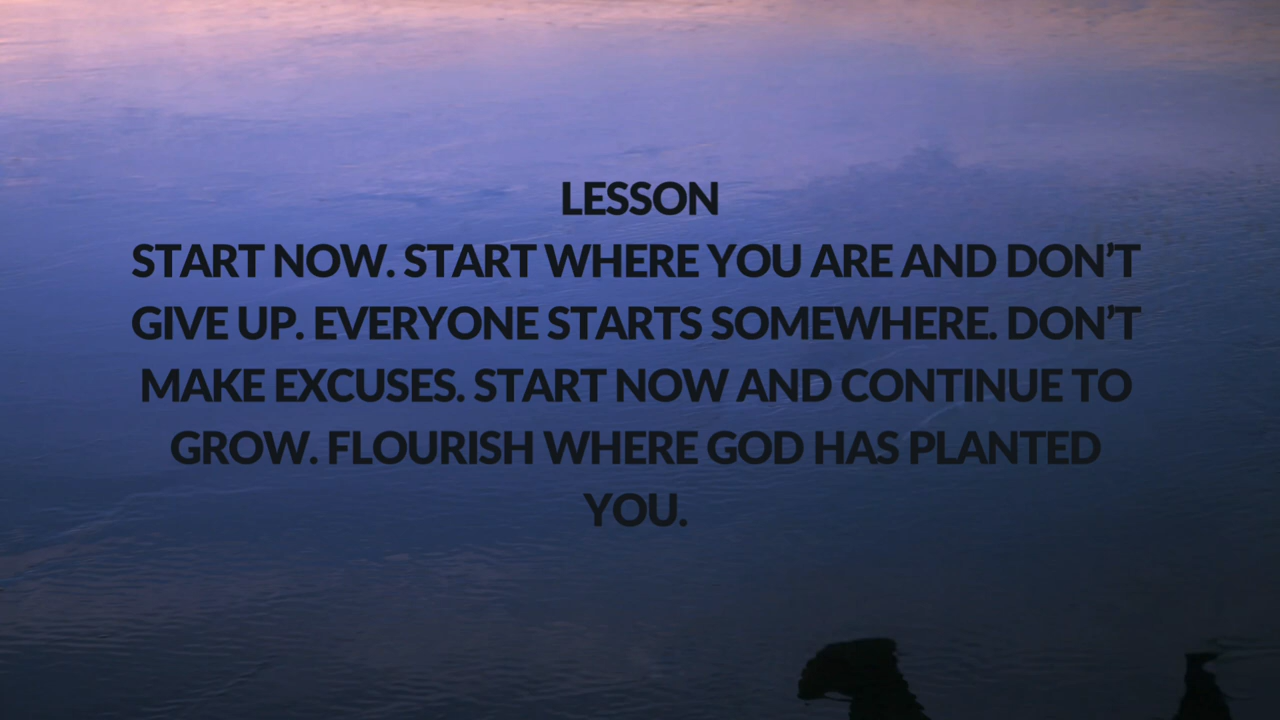 LESSON
START NOW. START WHERE YOU ARE AND DON’T
GIVE UP. EVERYONE STARTS SOMEWHERE. DON’T
MAKE EXCUSES. START NOW AND CONTINUE TO
GROW. FLOURISH WHERE GOD HAS PLANTED
YOU.